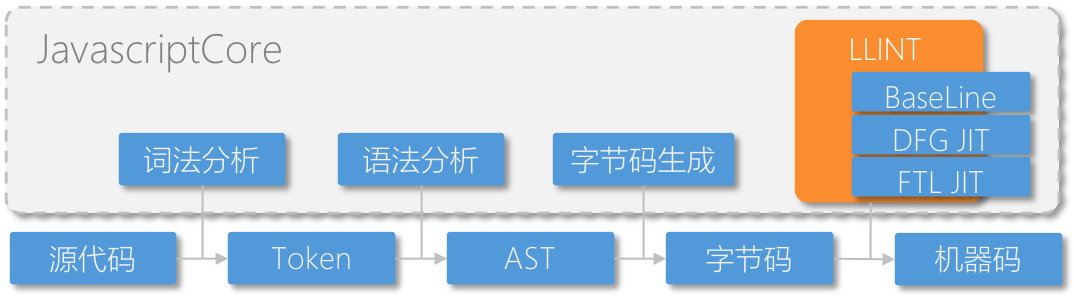 JavascriptCore
LLINT
BaseLine
DFG JIT
FTL JIT
词法分析
语法分析
字节码生成
源代码
Token
AST
字节码
机器码